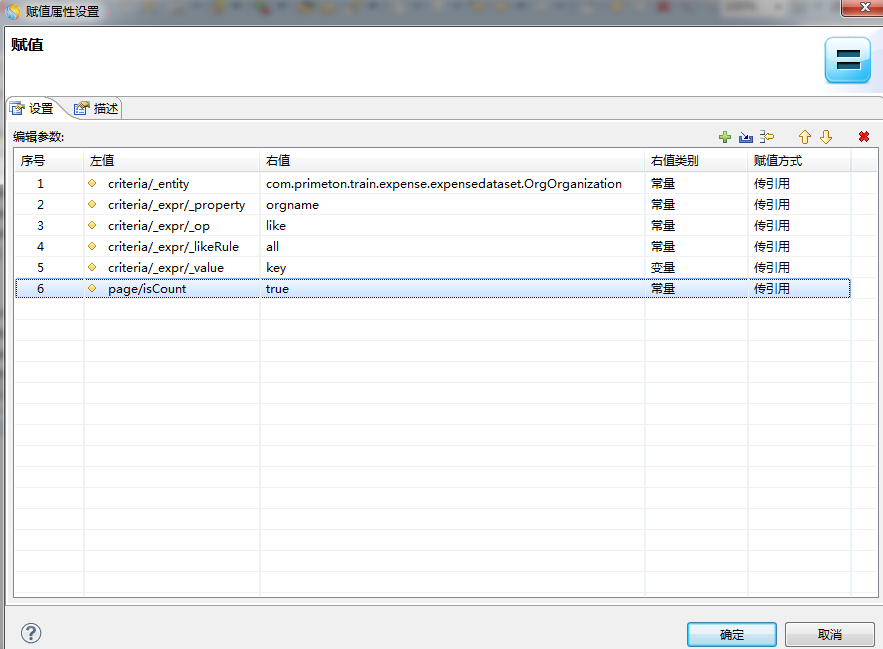 赋值属性设置
赋值
设置 描述
编辑参数:
序号 左值 右值 右值类别 赋值方式
1 criteria/_entity com.primeton.train.expense.expensedataset.OrgOrganization 常量 传引用
2 criteria/_expr/_property orgname 常量 传引用
3 criteria/_expr/_op like 常量 传引用
4 criteria/_expr/_likeRule all 常量 传引用
5 criteria/_expr/_value key 变量 传引用
6 page/isCount true 常量 传引用
确定 取消